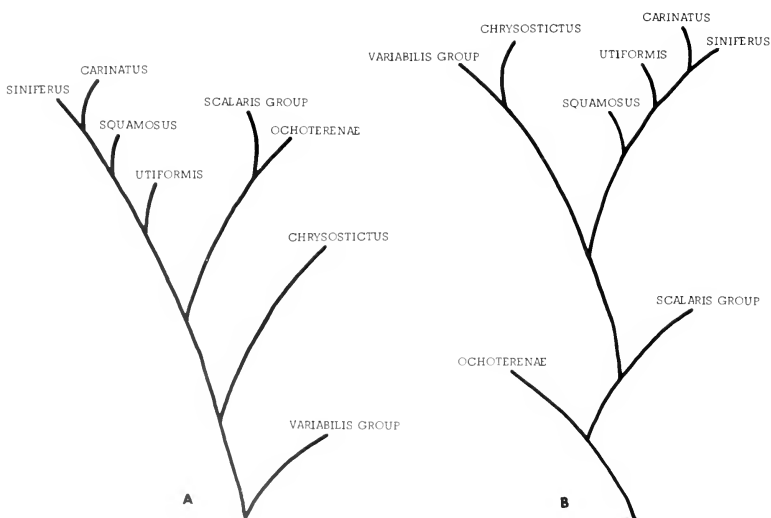 SINIFERUS
CARINATUS
SQUAMOSUS
UTIFORMIS
SCALARIS GROUP
OCHOTERENAE
CHRYSOSTICTUS
VARIABILIS GROUP
A
VARIABILIS GROUP
CHRYSOSTICTUS
CARINATUS
SINIFERUS
UTIFORMIS
SQUAMOSUS
SCALARIS GROUP
OCHOTERENAE
B